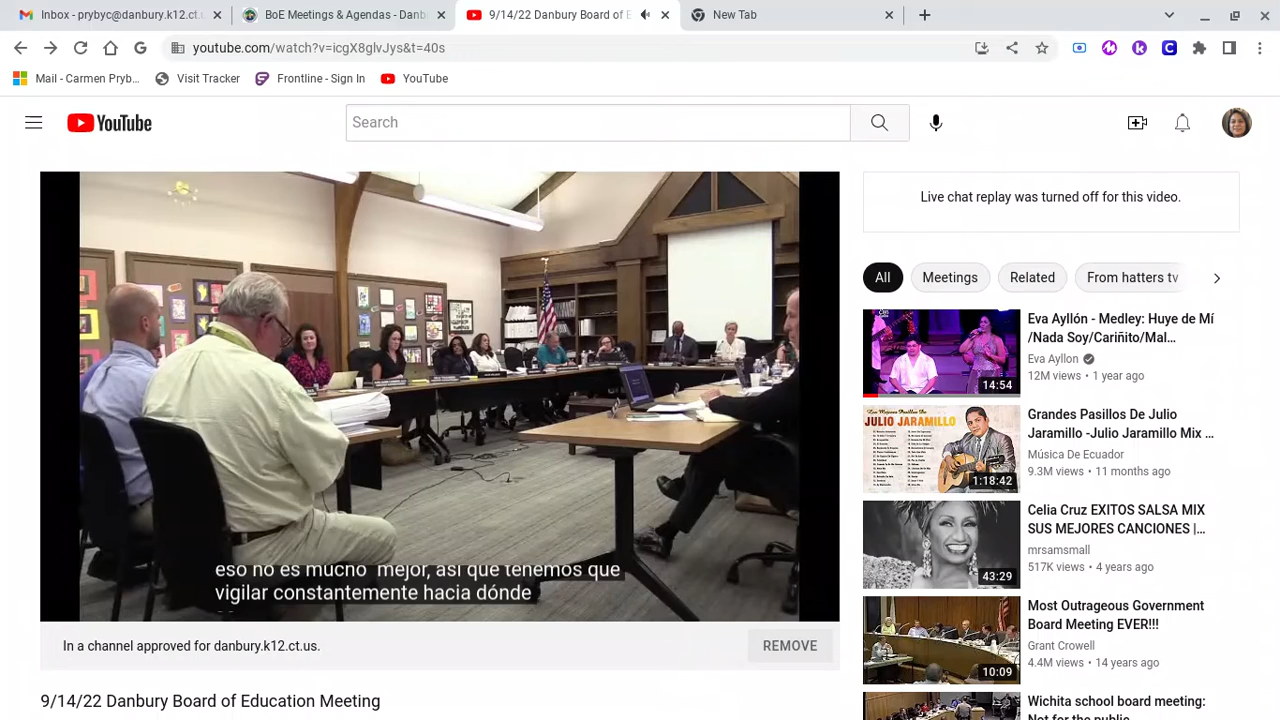 Inbox - prybyc@danbury.k12.ct.u
BoE Meetings & Agendas - Danb
9/14/22 Danbury Board of E
New Tab
youtube.com/watch?v=icgX8glvJys&t=40s
Mail - Carmen Pryb...
Visit Tracker
Frontline - Sign In
YouTube
YouTube
Search
eso no es mucho mejor, así que tenemos que
vigilar constantemente hacia dónde
In a channel approved for danbury.k12.ct.us.
REMOVE
9/14/22 Danbury Board of Education Meeting
Live chat replay was turned off for this video.
All
Meetings
Related
From hatters tv
Eva Ayllón - Medley: Huye de Mí
/Nada Soy/Cariñito/Mal...
Eva Ayllon
12M views • 1 year ago
14:54
Grandes Pasillos De Julio
Jaramillo -Julio Jaramillo Mix ...
Música De Ecuador
9.3M views • 11 months ago
JULIO JARAMILLO
1:18:42
Celia Cruz EXITOS SALSA MIX
SUS MEJORES CANCIONES |...
mrsamsmall
517K views • 4 years ago
43:29
Most Outrageous Government
Board Meeting EVER!!!
Grant Crowell
4.4M views • 14 years ago
10:09
Wichita school board meeting:
Not for the public